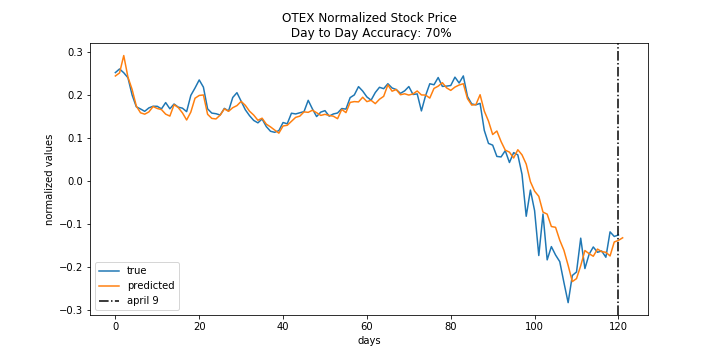 OTEX Normalized Stock Price
Day to Day Accuracy: 70%
normalized values
0.3
0.2
0.1
0.0
−0.1
−0.2
−0.3
true
predicted
april 9
0
20
40
60
80
100
120
days